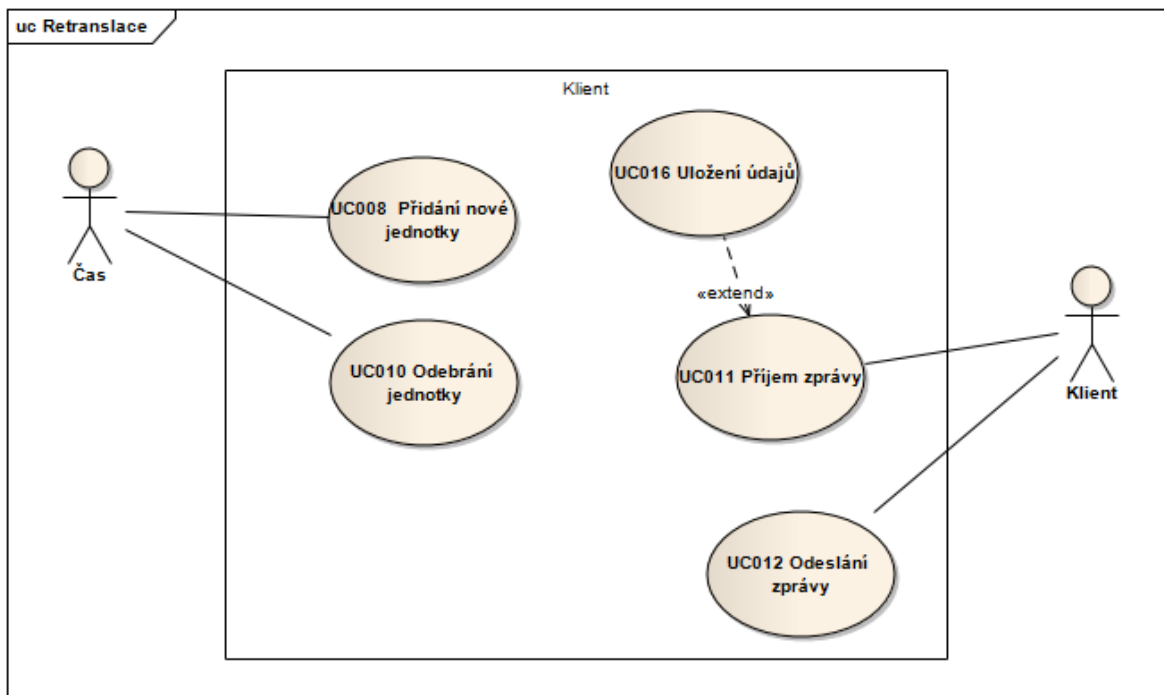 uc Retranslace
Klient
UC016 Uložení údajů
UC008  Přidání nové
jednotky
Čas
«extend»
UC010 Odebrání
jednotky
UC011 Příjem zprávy
Klient
UC012 Odeslání
zprávy